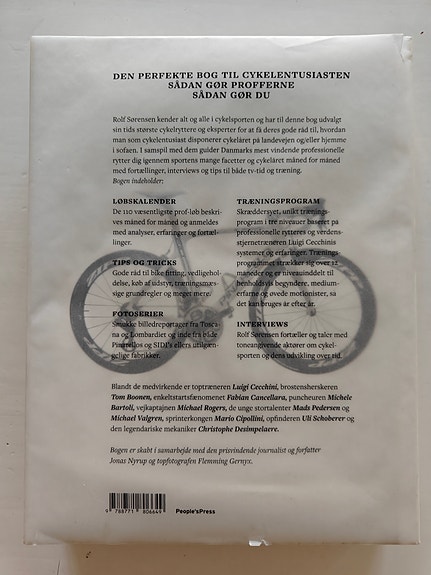 DEN PERFEKTE BOG TIL CYKELENTUSIASTEN
SÅDAN GØR PROFFERNE
SÅDAN GØR DU
Rolf Sørensen kender alt og alle i cykelsporten og har til denne bog udvalgt
sin tids største cykelryttere og eksperter for at få deres gode råd til, hvordan
man som cykelentusiast disponerer cykelåret på landevejen og/eller hjemme
i sofaen. I samspil med dem guider Danmarks mest vindende professionelle
rytter dig igennem sportens mange facetter og cykelåret måned for måned
med fortællinger, interviews og tips til både tv-tid og træning.
Bogen indeholder:
LØBSKALENDER
De 110 væsentligste prof-løb beskri-
ves måned for måned og anmeldes
med analyser, erfaring og fortæl-
linger.
TIPS OG TRICKS
Gode råd til bike fitting, vedligehol-
delse, køb af udstyr, træningsmæs-
sige grundregler og meget mere.
FOTOSERIER
Smukke billedreportager fra Tosca-
na og Lombardiet og inde fra både
Pinarellos og SIDI's ellers utilgæn-
gelige fabrikker.
TRÆNINGSPROGRAM
Skræddersyet, unikt trænings-
program i tre niveauer baseret på
professionelle rytteres og verdens-
stjernetræneren Luigi Cecchinis
systemer og erfaringer. Trænings-
programmet strækker sig over 12
måneder og er niveauinddelt til
henholdsvis begyndere, medium-
erfarne og øvede motionister, så
det kan bruges år efter år.
INTERVIEWS
Rolf Sørensen fortæller og taler med
toneangivende aktører om cykel-
sporten og dens udvikling over tid.
Blandt de medvirkende er toptræneren Luigi Cecchini, brostensherskeren
Tom Boonen, enkeltstartsfænomenet Fabian Cancellara, puncheuren Michele
Bartoli, vejkaptajnen Michael Rogers, de unge stortalenter Mads Pedersen og
Michael Valgren, sprinterkongen Mario Cipollini, opfinderen Uli Schoberer og
den legendariske mekaniker Christophe Desimpelaere.
Bogen er skabt i samarbejde med den prisvindende journalist og forfatter
Jonas Nyrup og topfotografen Flemming Gernyx.
9 788771 806649
People'sPress